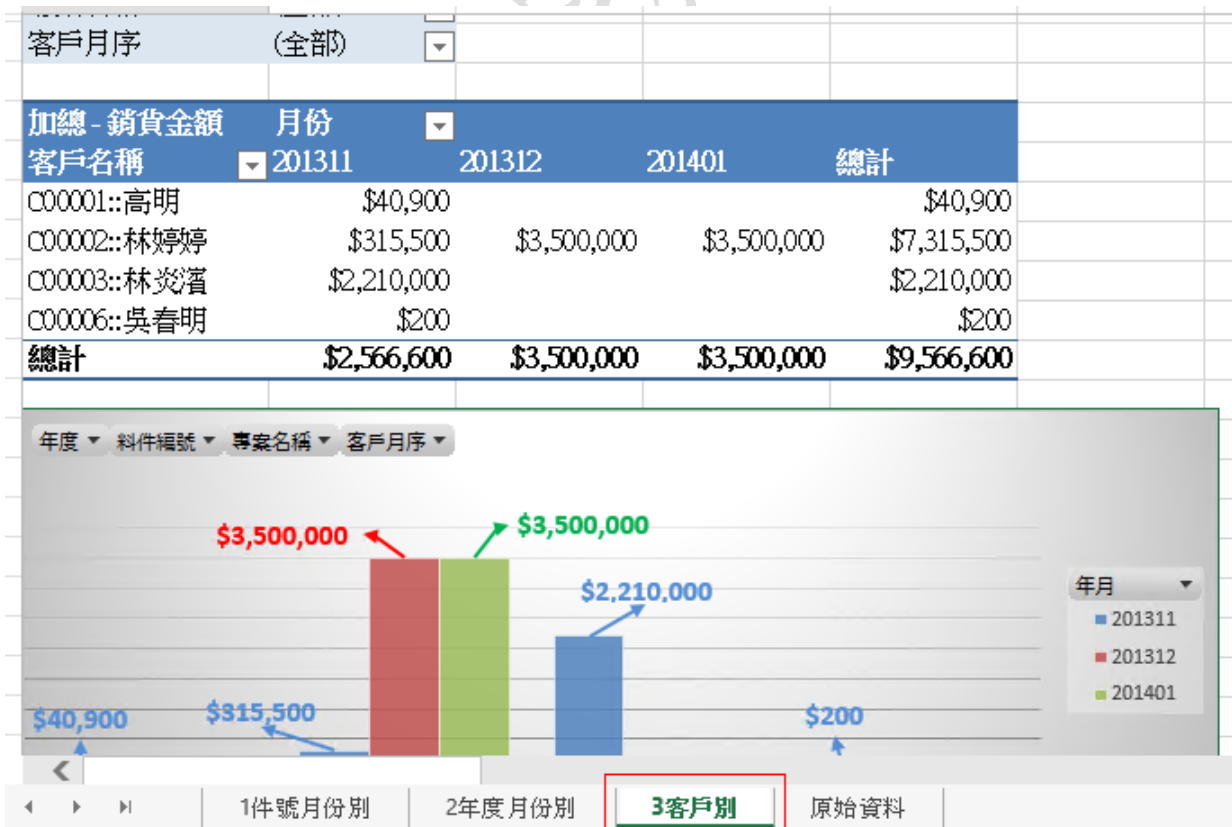 客戶月序 (全部)
加總 - 銷貨金額 月份
客戶名稱 201311 201312 201401 總計
C00001::高明 $40,900 $40,900
C00002::林婷婷 $315,500 $3,500,000 $3,500,000 $7,315,500
C00003::林炎濱 $2,210,000 $2,210,000
C00006::吳春明 $200 $200
總計 $2,566,600 $3,500,000 $3,500,000 $9,566,600
年度 料件編號 專案名稱 客戶月序
$3,500,000 $3,500,000
$2,210,000
年月
201311
201312
201401
$40,900 $315,500 $200
1件號月份別 2年度月份別 3客戶別 原始資料